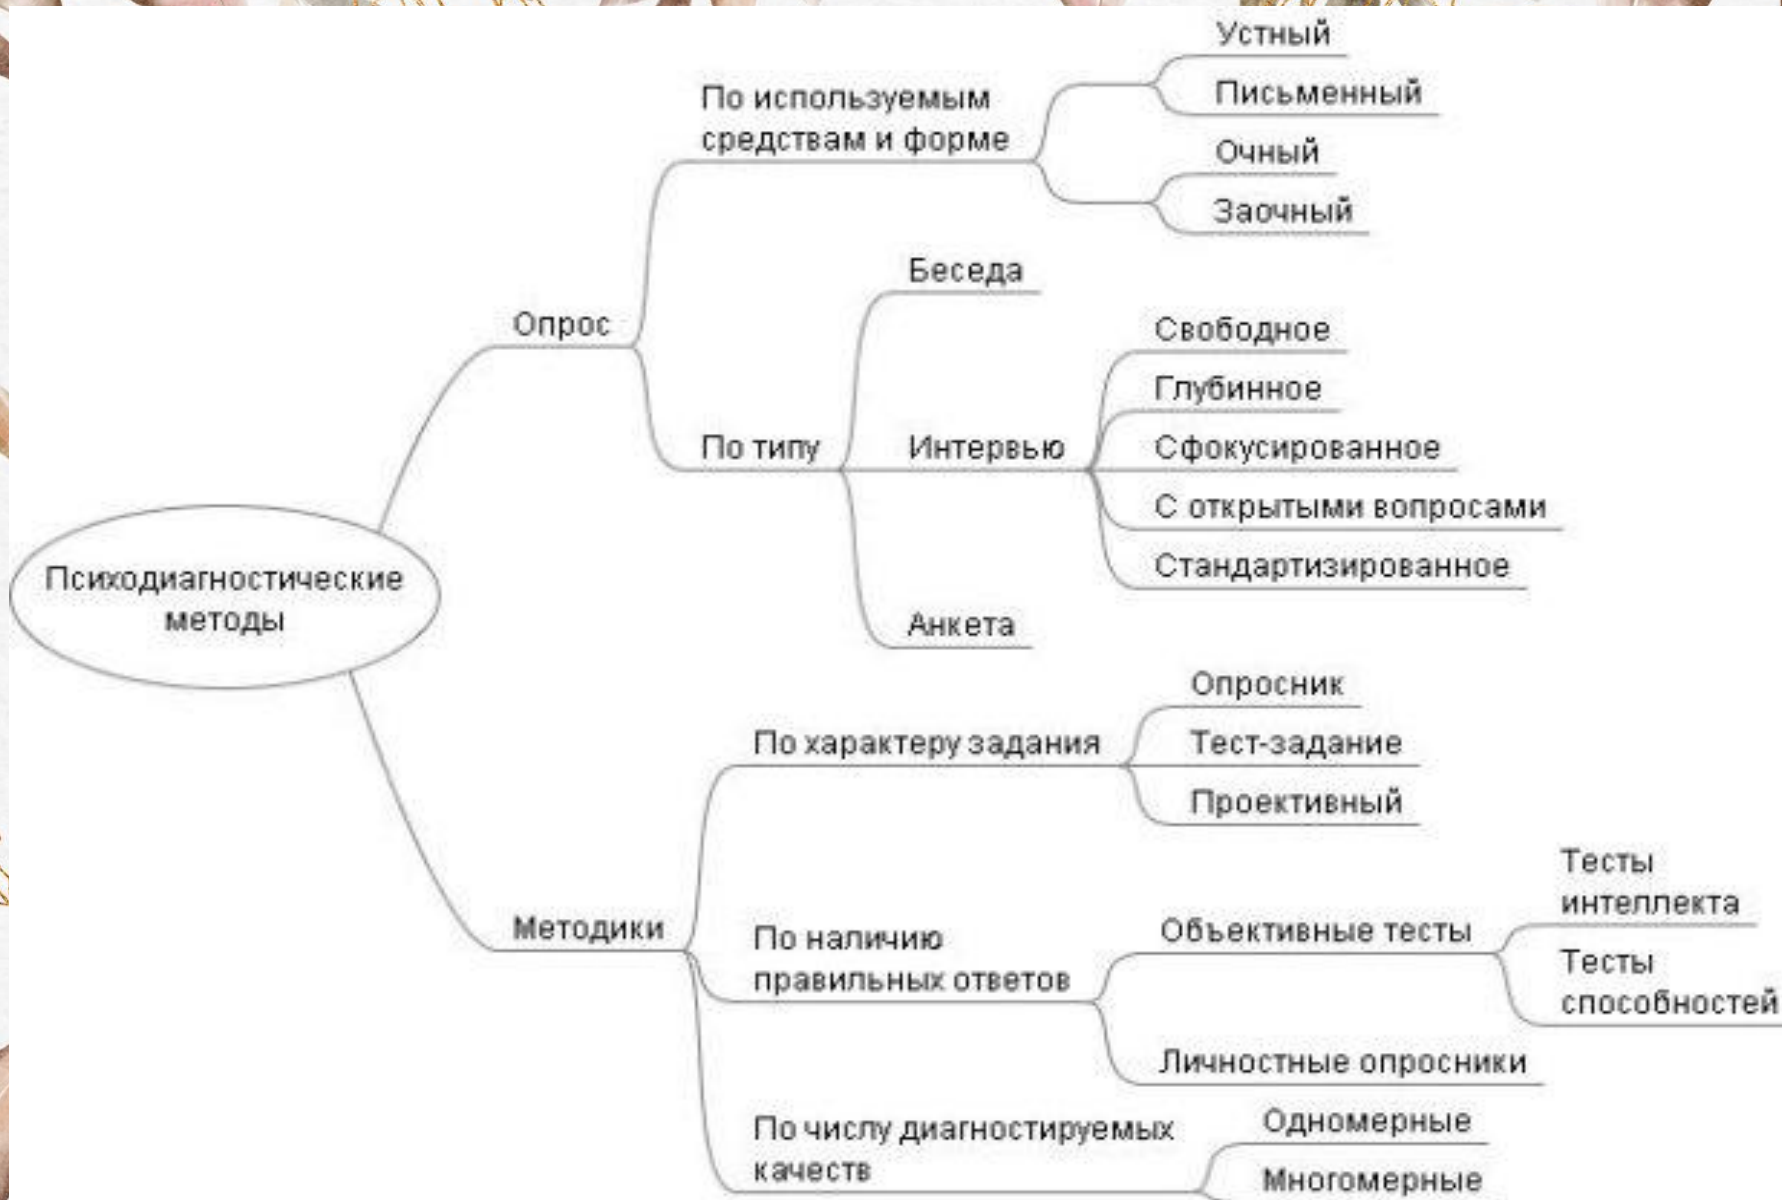 Устный
По используемым
средствам и форме
Письменный
Очный
Заочный
Беседа
Опрос
Свободное
Глубинное
По типу
Интервью
Сфокусированное
С открытыми вопросами
Стандартизированное
Анкета
Психодиагностические
методы
Опросник
По характеру задания
Тест-задание
Проективный
Тесты
интеллекта
Методики
По наличию
правильных ответов
Объективные тесты
Тесты
способностей
Личностные опросники
По числу диагностируемых
качеств
Одномерные
Многомерные